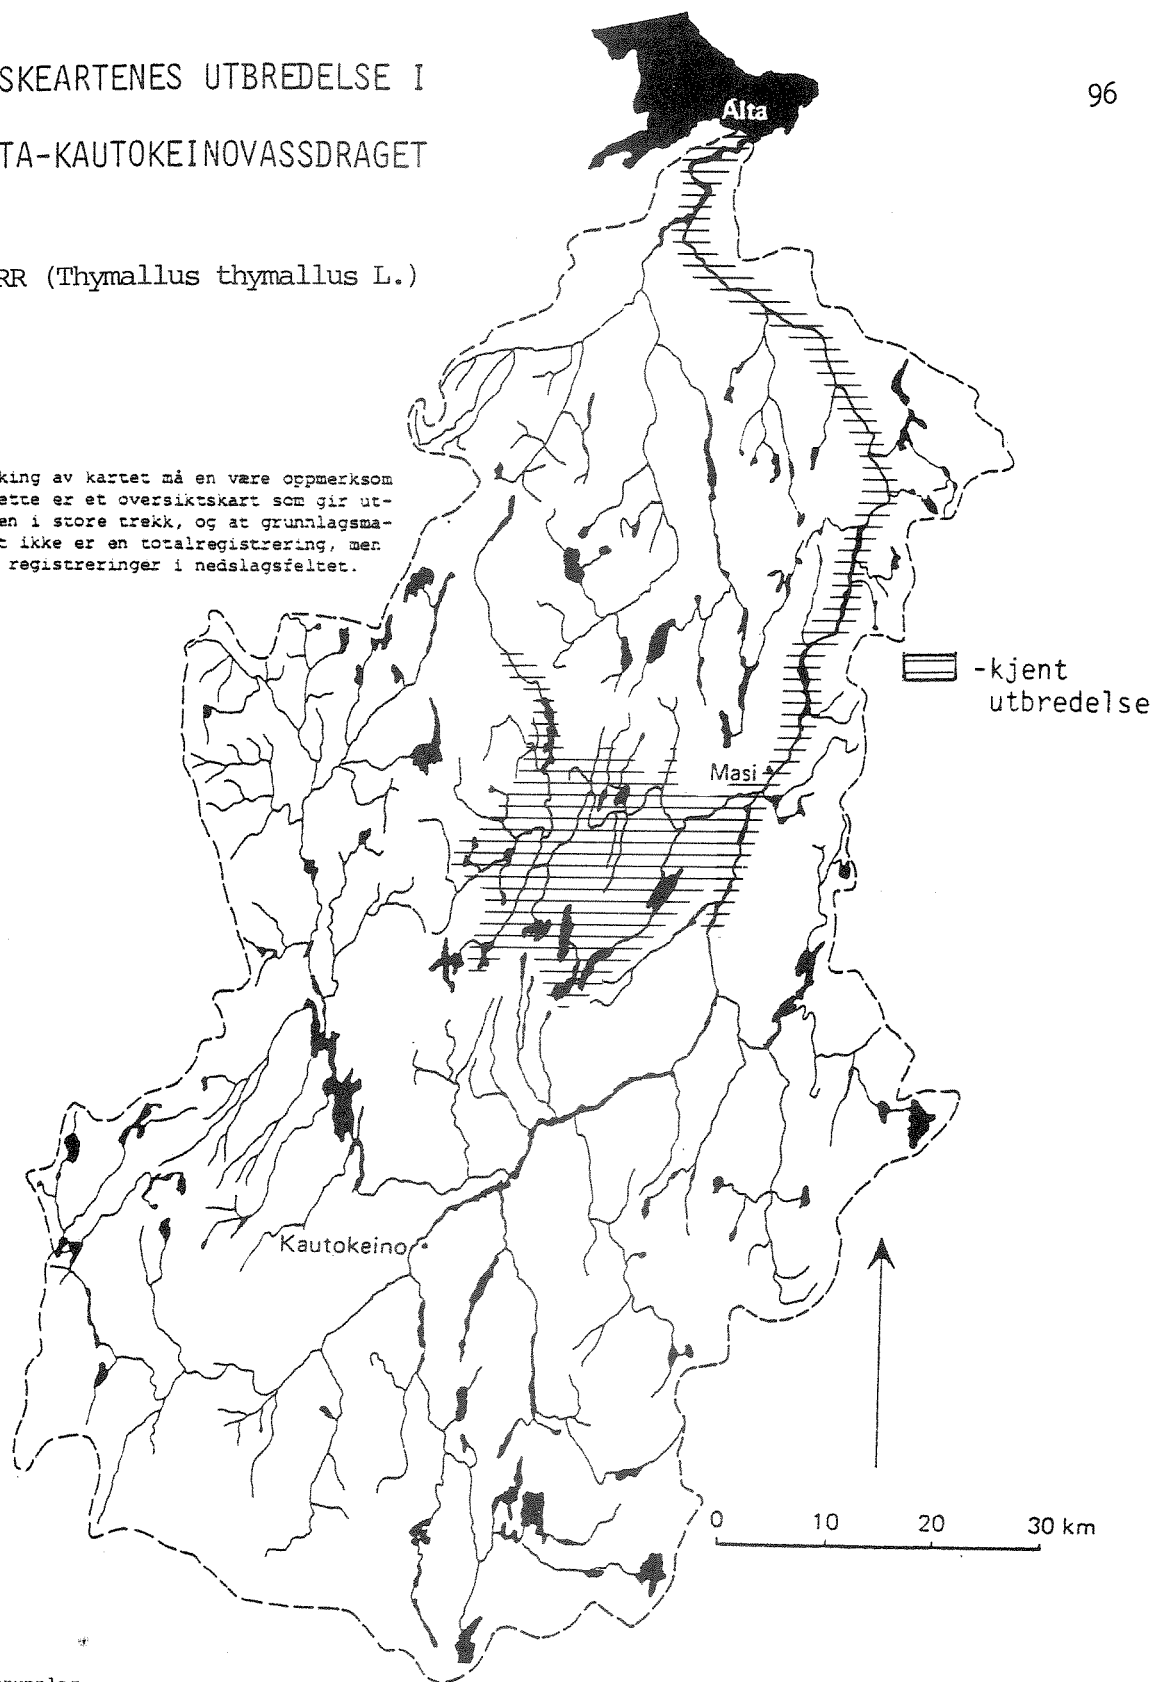 SKEARTENES UTBREDELSE I
96
TA-KAUTOKEINOVASSDRAGET
RR (Thymallus thymallus L.)
king av kartet må en være oppmerksom
ette er et oversiktskart som gir ut-
en i store trekk, og at grunnlagsma-
t ikke er en totalregistrering, men
registreringer i nedslagsfeltet.
Alta
-kjent
utbredelse
Masi
Kautokeino
0 10 20 30 km